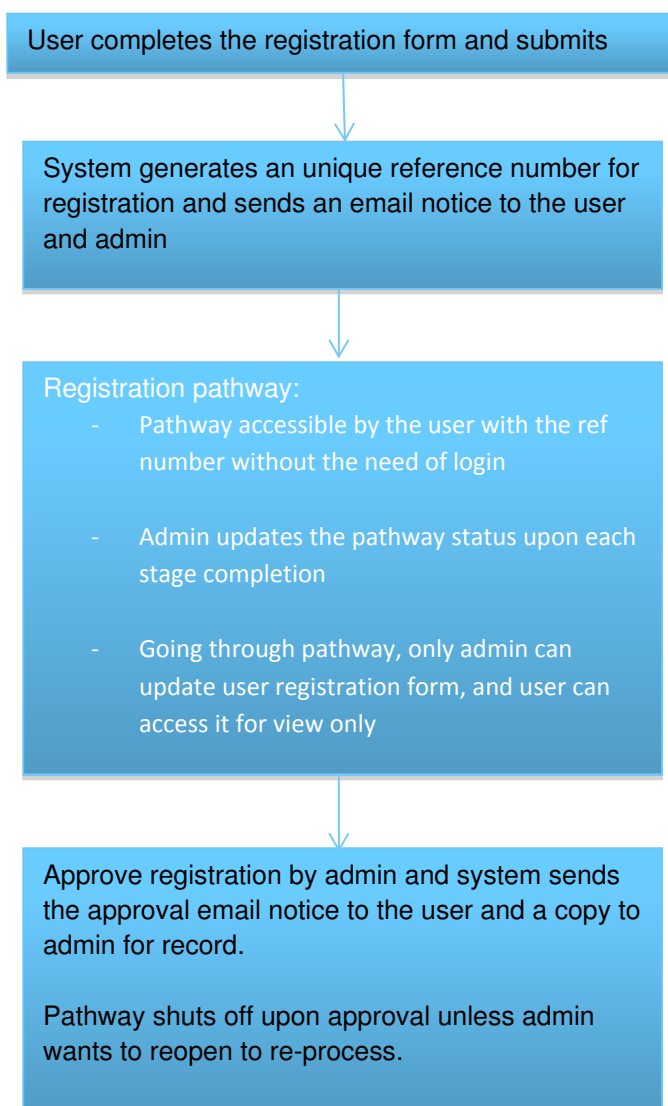 User completes the registration form and submits
System generates an unique reference number for
registration and sends an email notice to the user
and admin
Registration pathway:
- Pathway accessible by the user with the ref
number without the need of login
- Admin updates the pathway status upon each
stage completion
- Going through pathway, only admin can
update user registration form, and user can
access it for view only
Approve registration by admin and system sends
the approval email notice to the user and a copy to
admin for record.
Pathway shuts off upon approval unless admin
wants to reopen to re-process.